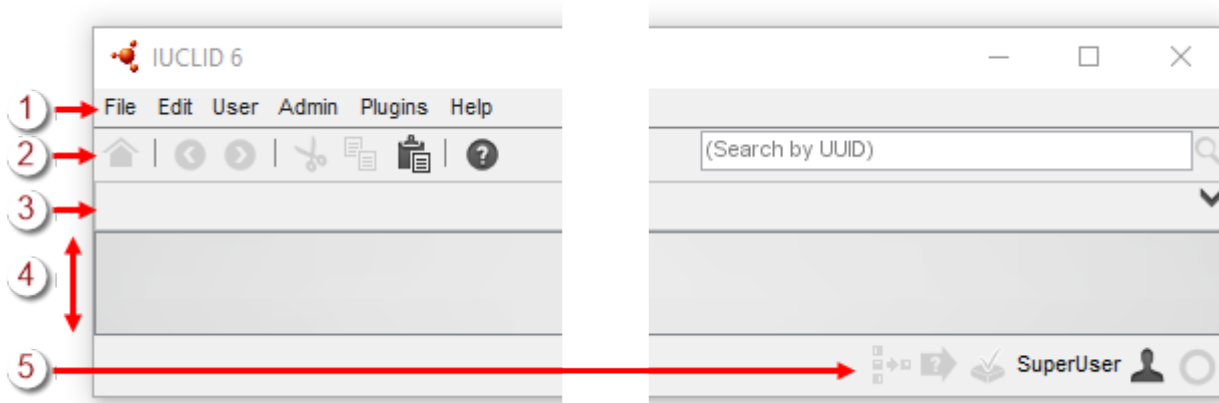 IUCLID 6
1 File Edit User Admin Plugins Help
2 ? (Search by UUID)
3
4
5 ? SuperUser